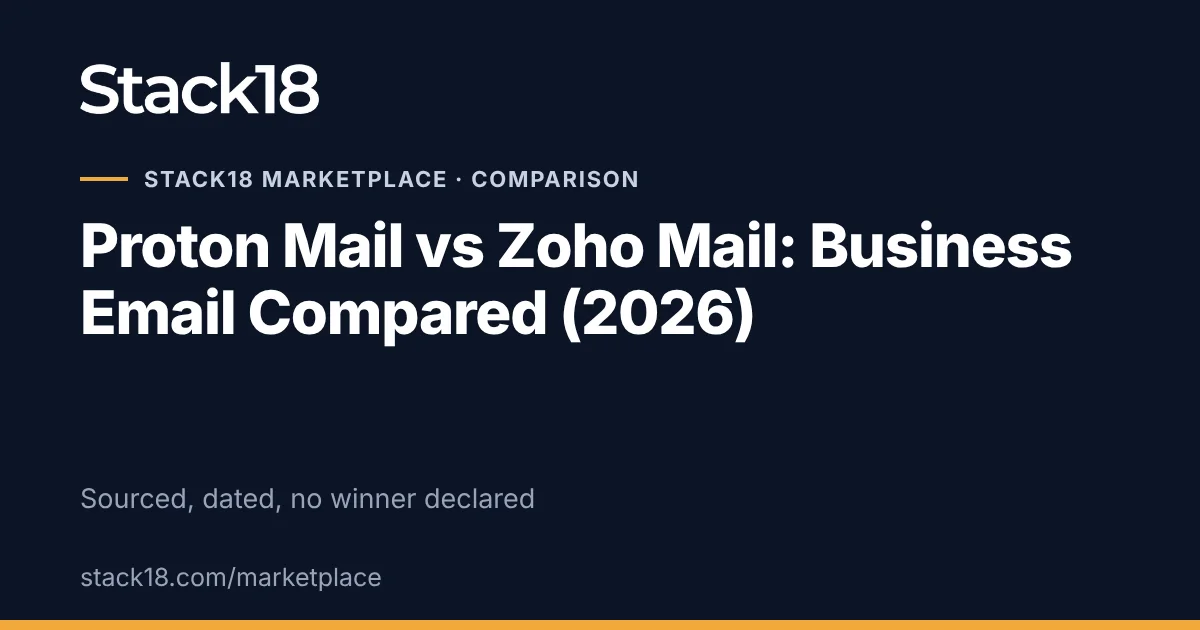 Stack18
STACK18 MARKETPLACE · COMPARISON
Proton Mail vs Zoho Mail: Business
Email Compared (2026)
Sourced, dated, no winner declared
stack18.com/marketplace